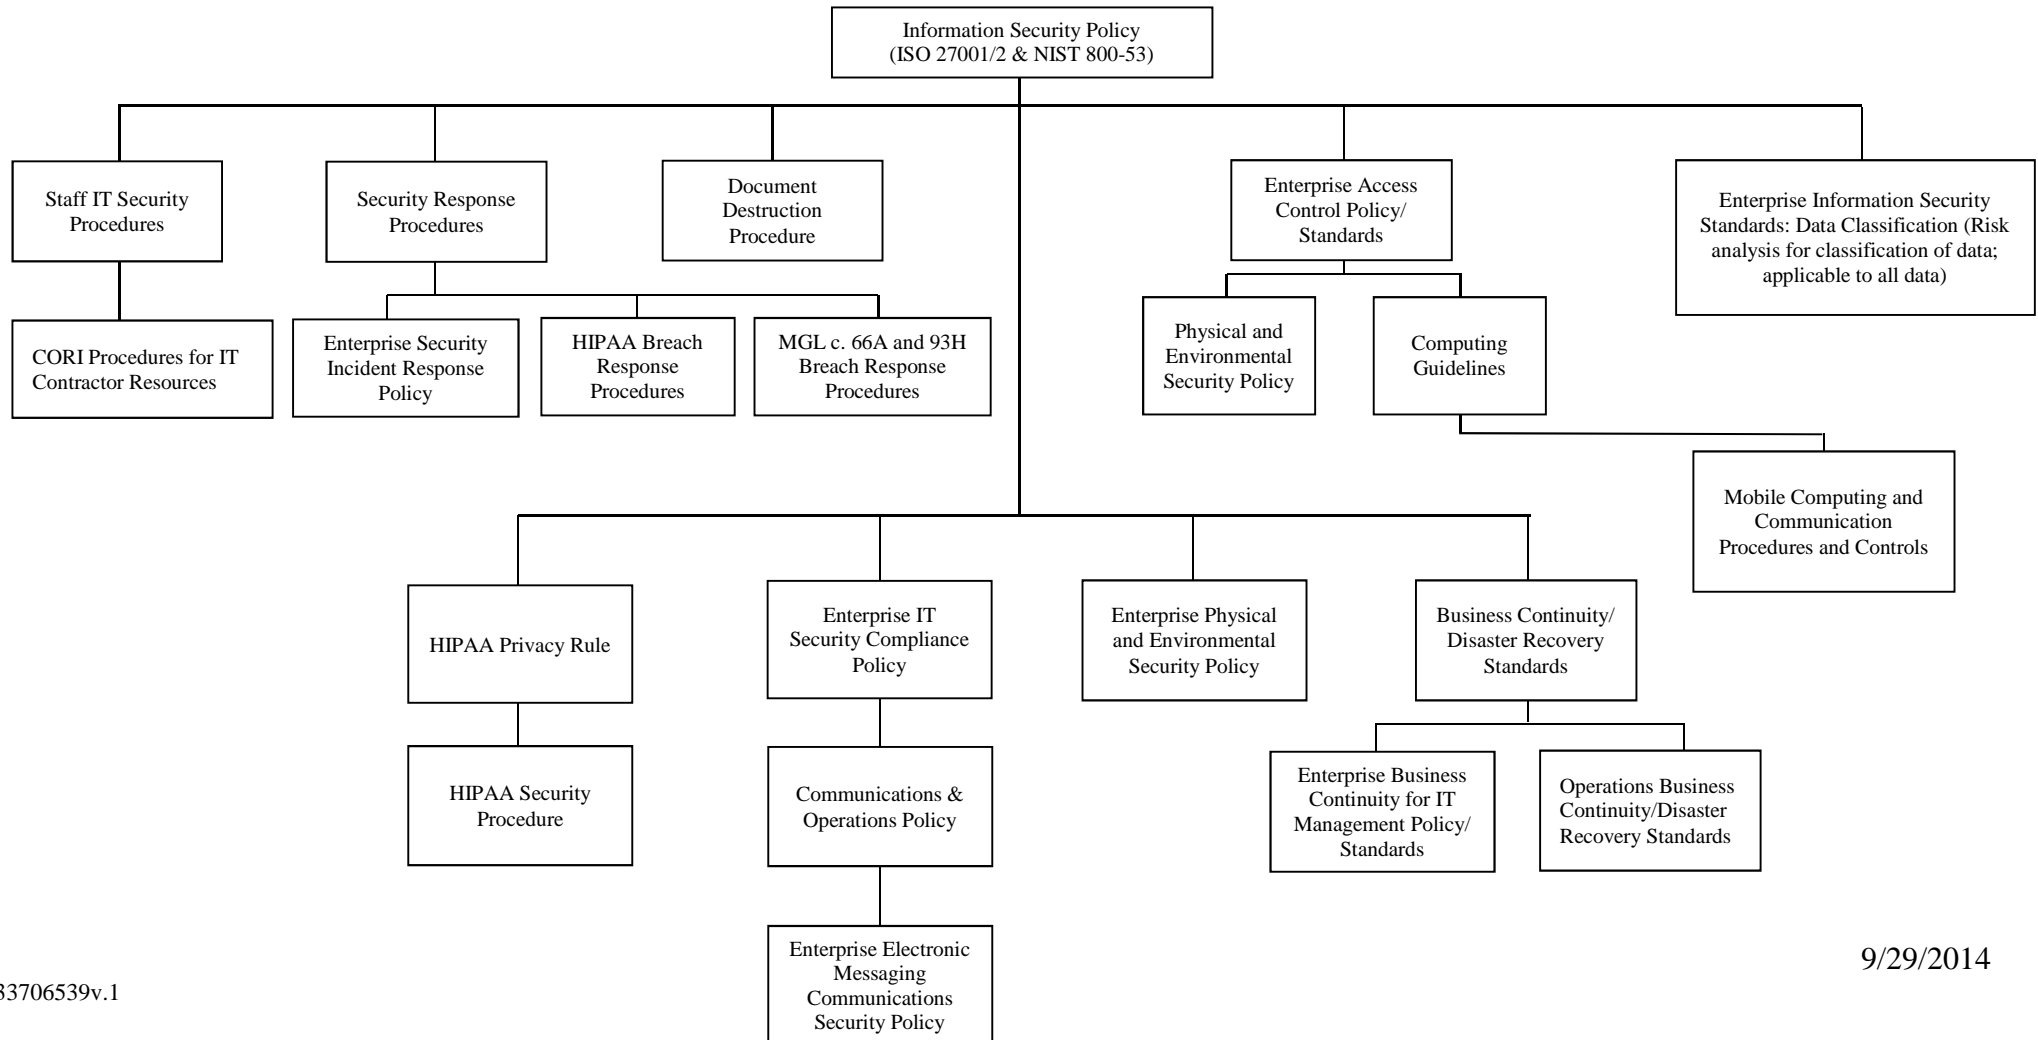 Information Security Policy
(ISO 27001/2 & NIST 800-53)
Staff IT Security
Procedures
Security Response
Procedures
Document
Destruction
Procedure
Enterprise Access
Control Policy/
Standards
Enterprise Information Security
Standards: Data Classification (Risk
analysis for classification of data;
applicable to all data)
CORI Procedures for IT
Contractor Resources
Enterprise Security
Incident Response
Policy
HIPAA Breach
Response
Procedures
MGL c. 66A and 93H
Breach Response
Procedures
Physical and
Environmental
Security Policy
Computing
Guidelines
Mobile Computing and
Communication
Procedures and Controls
HIPAA Privacy Rule
Enterprise IT
Security Compliance
Policy
Enterprise Physical
and Environmental
Security Policy
Business Continuity/
Disaster Recovery
Standards
HIPAA Security
Procedure
Communications &
Operations Policy
Enterprise Business
Continuity for IT
Management Policy/
Standards
Operations Business
Continuity/Disaster
Recovery Standards
Enterprise Electronic
Messaging
Communications
Security Policy
9/29/2014
33706539v.1